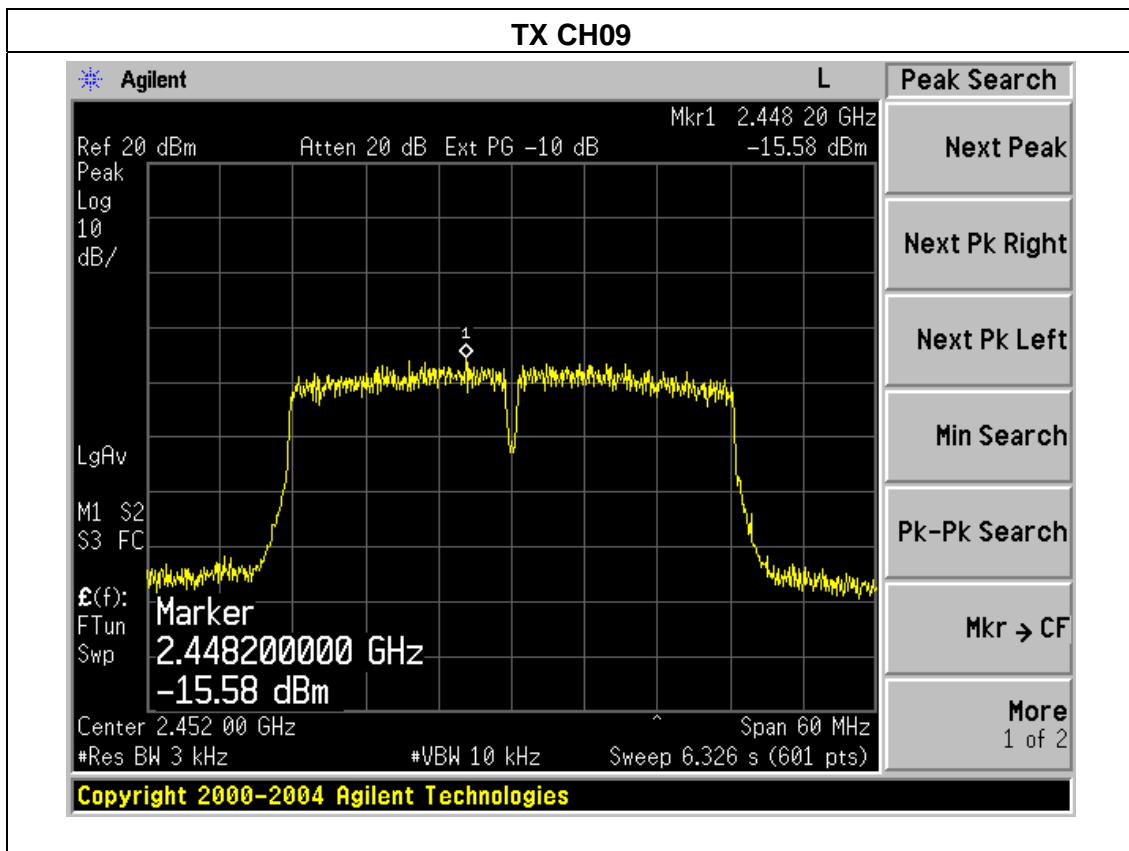 TX CH09
Agilent
L
Peak Search
Mkr1 2.448 20 GHz
Ref 20 dBm Atten 20 dB Ext PG -10 dB -15.58 dBm
Peak
Log
10
dB/
1
LgAv
M1 S2
S3 FC
£(f):
FTun
Swp
Marker
2.448200000 GHz
-15.58 dBm
Center 2.452 00 GHz ^ Span 60 MHz
#Res BW 3 kHz #VBW 10 kHz Sweep 6.326 s (601 pts)
Next Peak
Next Pk Right
Next Pk Left
Min Search
Pk-Pk Search
Mkr → CF
More
1 of 2
Copyright 2000-2004 Agilent Technologies